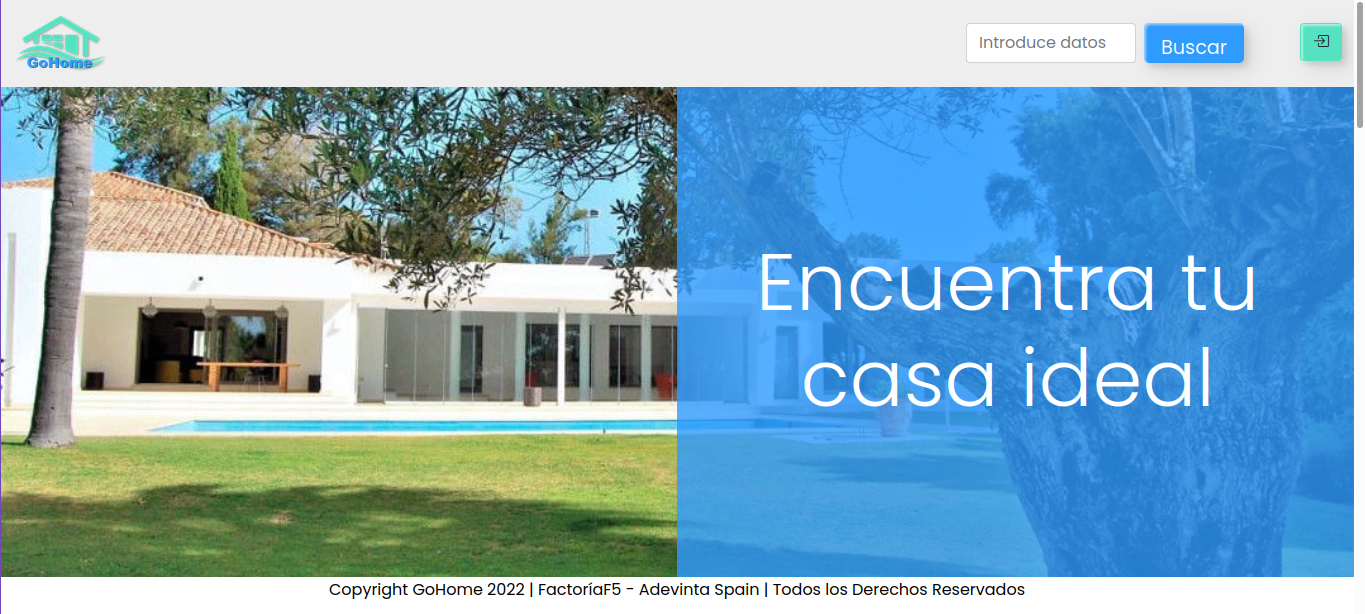 GoHome
Introduce datos
Buscar
Encuentra tu
casa ideal
Copyright GoHome 2022 | FactoríaF5 - Adevinta Spain | Todos los Derechos Reservados